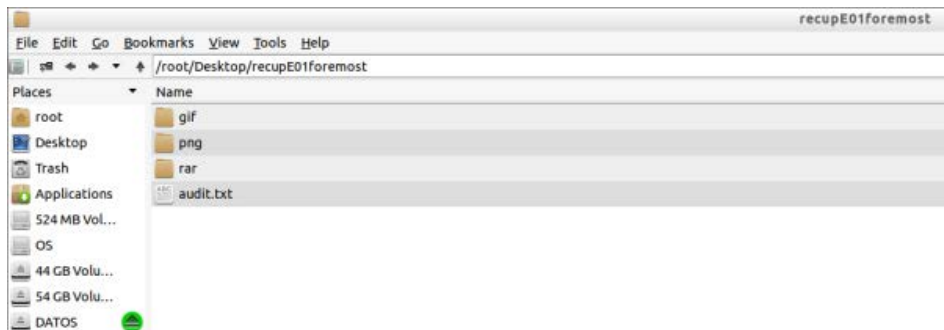 recupE01foremost
File Edit Go Bookmarks View Tools Help
/root/Desktop/recupE01foremost
Places
Name
root
gif
Desktop
png
Trash
rar
Applications
audit.txt
524 MB Vol...
OS
44 GB Volu...
54 GB Volu...
DATOS